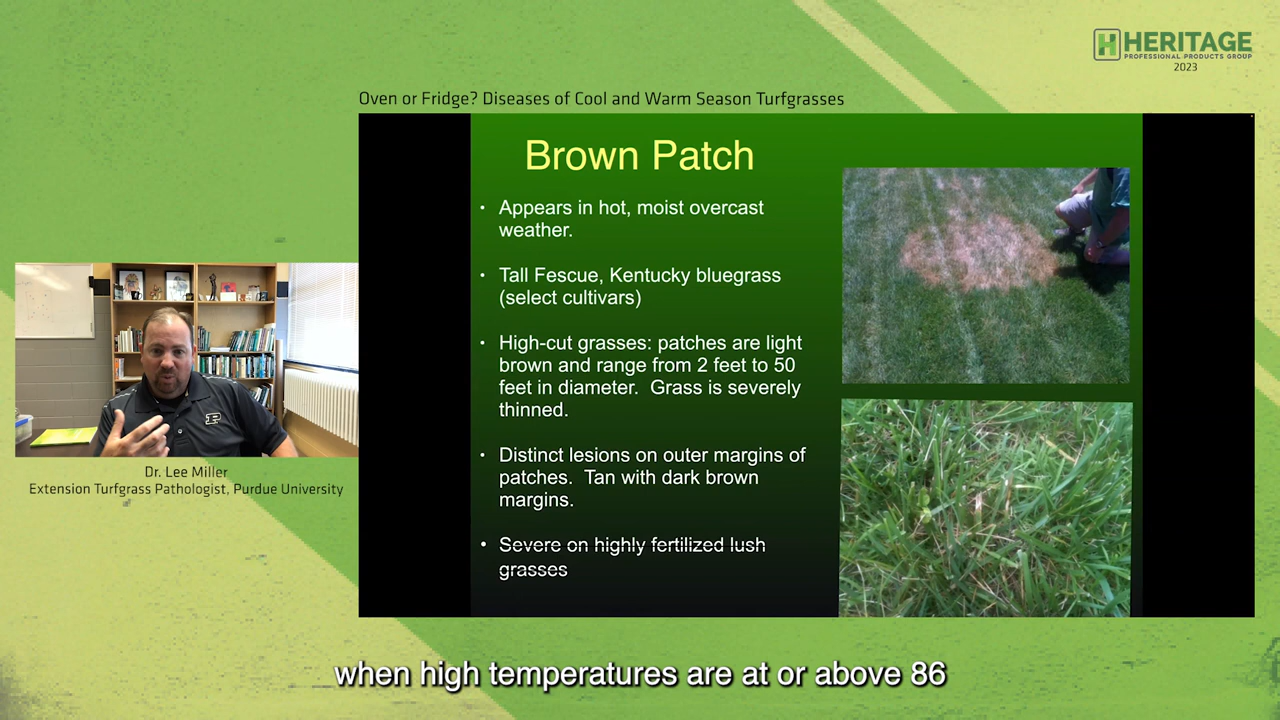 HERITAGE
PROFESSIONAL PRODUCTS GROUP
2023
Oven or Fridge? Diseases of Cool and Warm Season Turfgrasses
Brown Patch
• Appears in hot, moist overcast
weather.
• Tall Fescue, Kentucky bluegrass
(select cultivars)
• High-cut grasses: patches are light
brown and range from 2 feet to 50
feet in diameter. Grass is severely
thinned.
• Distinct lesions on outer margins of
patches. Tan with dark brown
margins.
• Severe on highly fertilized lush
grasses
P
Dr. Lee Miller
Extension Turfgrass Pathologist, Purdue University
when high temperatures are at or above 86